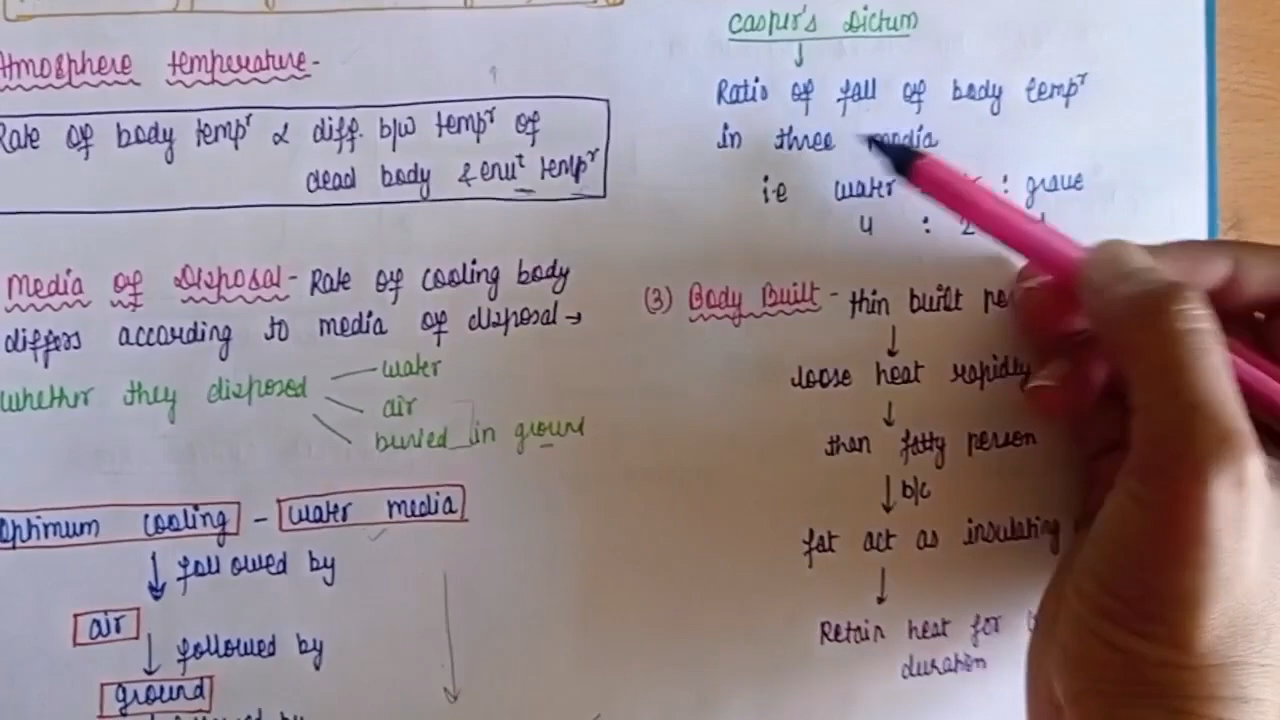 Atmosphere temperature-
Rate of body tempr ∝ diff. b/w tempr of
dead body & envt tempr
Media of Disposal - Rate of cooling body
differs according to media of disposal →
whether they disposed
water
air
buried in ground
optimum cooling - water media
↓ followed by
air
↓ followed by
ground
followed by
Casper's Dictum
↓
Ratio of fall of body tempr
in three media
i.e water : grave
4 : 2
(3) Body Built - thin built
↓
loose heat rapidly
↓
then fatty person
↓ b/c
fat act as insulating
↓
Retain heat for
duration